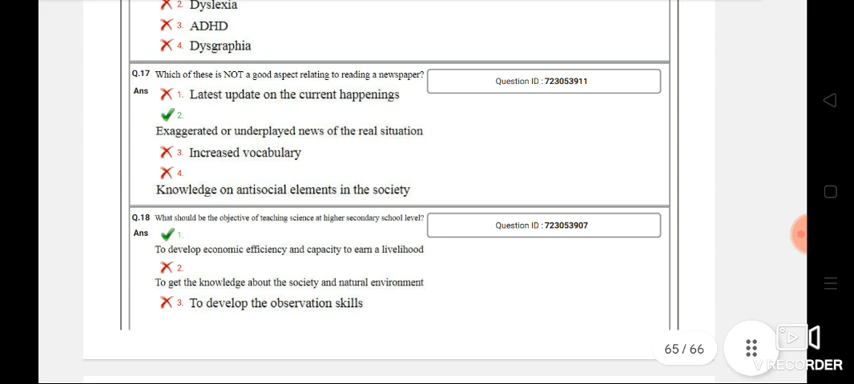 2. Dyslexia
3. ADHD
4. Dysgraphia
Q.17 Which of these is NOT a good aspect relating to reading a newspaper?
Question ID : 723053911
Ans 1. Latest update on the current happenings
2.
Exaggerated or underplayed news of the real situation
3. Increased vocabulary
4.
Knowledge on antisocial elements in the society
Q.18 What should be the objective of teaching science at higher secondary school level?
Question ID : 723053907
Ans 1.
To develop economic efficiency and capacity to earn a livelihood
2.
To get the knowledge about the society and natural environment
3. To develop the observation skills
65 / 66
V RECORDER